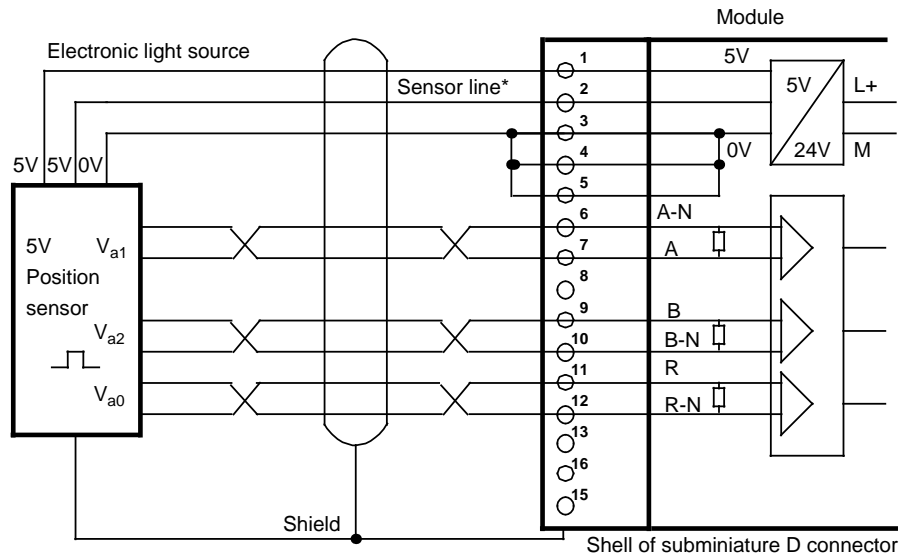 Module
Electronic light source
Sensor line*
5V 5V 0V
5V
Position
sensor
Va1
Va2
Va0
Shield
1
2
3
4
5
6
7
8
9
10
11
12
13
16
15
5V
0V
5V
24V
L+
M
A-N
A
B
B-N
R
R-N
Shell of subminiature D connector